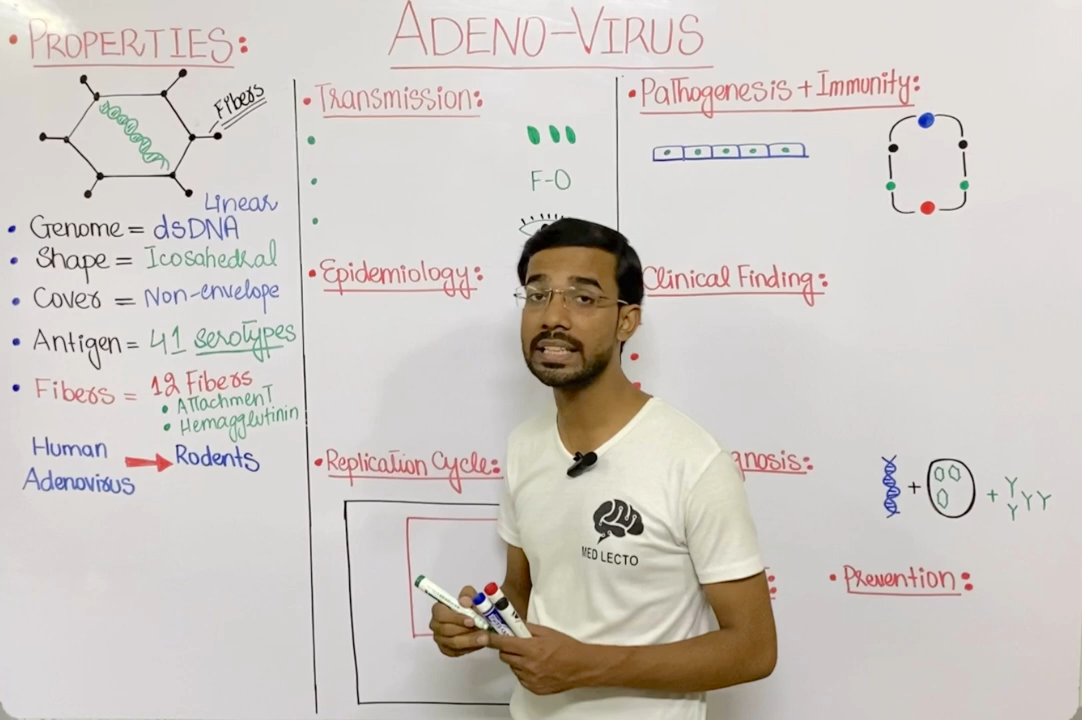 ADENO-VIRUS
• PROPERTIES:
Fibers
Linear
• Genome = dsDNA
• Shape = Icosahedral
• Cover = Non-envelope
• Antigen = 41 serotypes
• Fibers = 12 Fibers
• Attachment
• Hemagglutinin
Human Adenovirus → Rodents
• Transmission:
F-O
• Epidemiology:
• Replication Cycle:
• Pathogenesis + Immunity:
Clinical Finding:
gnosis:
+ + Y Y Y Y
• Prevention:
MED LECTO